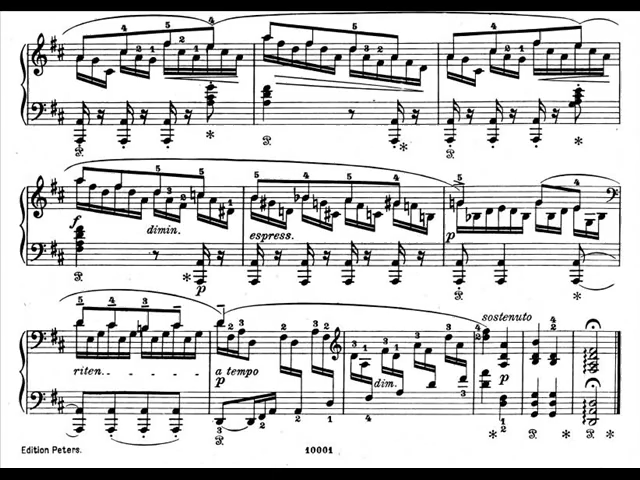 f dimin. p espress. p
sostenuto
riten. a tempo p dim. p
Edition Peters. 10001